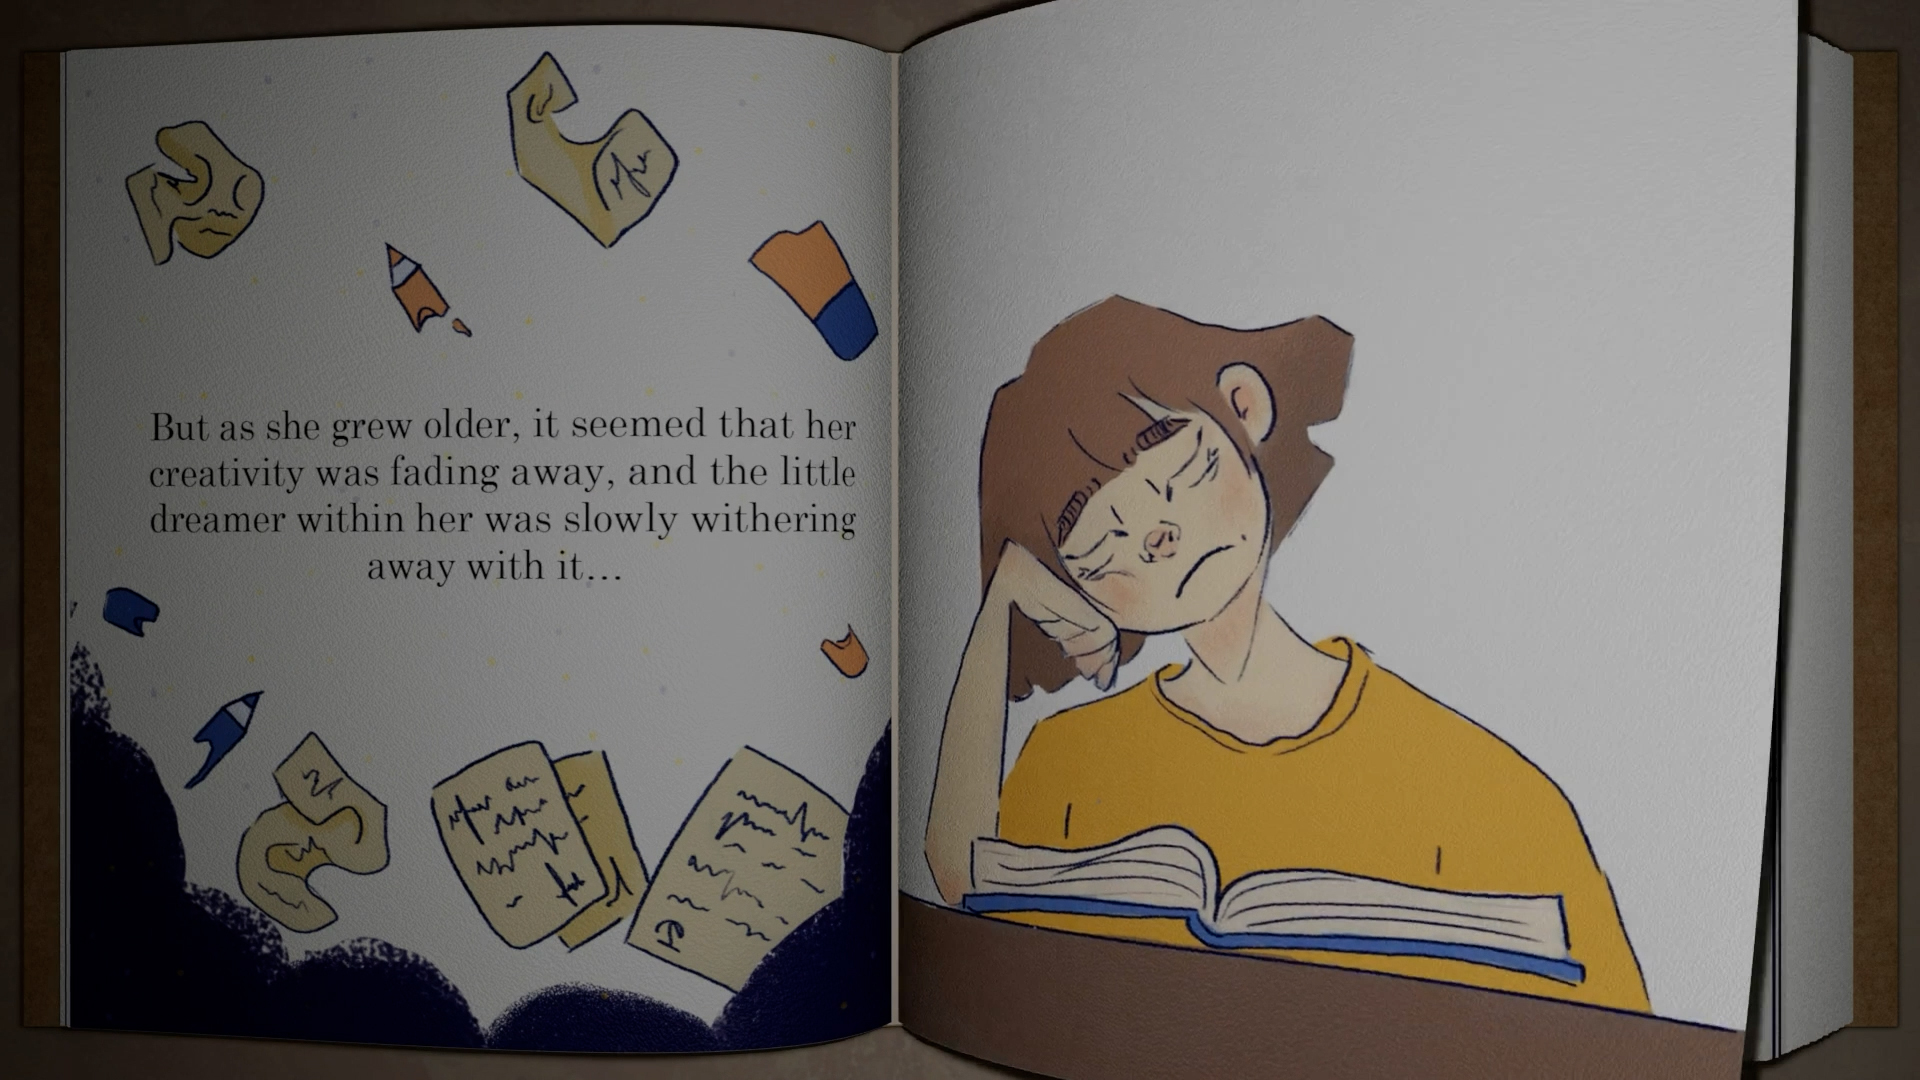 But as she grew older, it seemed that her
creativity was fading away, and the little
dreamer within her was slowly withering
away with it...